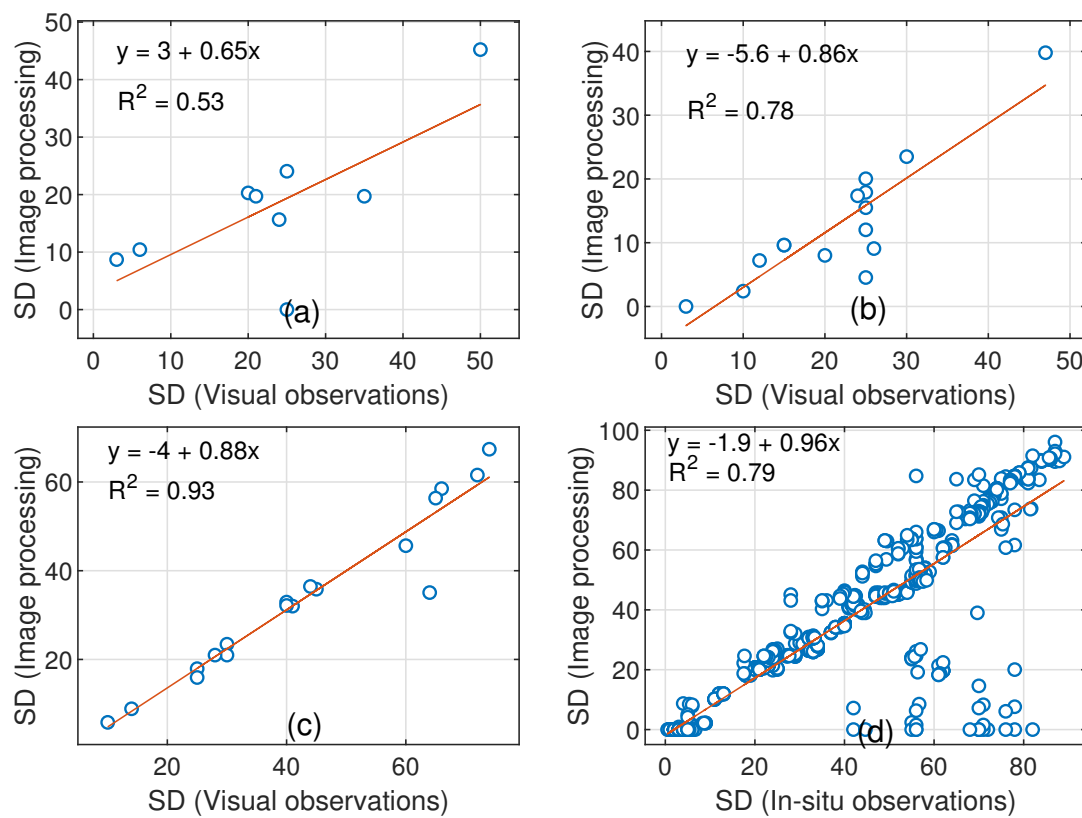 y = 3 + 0.65x
R² = 0.53
50
40
30
20
10
0
SD (Image processing)
(a)
0 10 20 30 40 50
SD (Visual observations)
y = -5.6 + 0.86x
R² = 0.78
40
30
20
10
0
SD (Image processing)
(b)
0 10 20 30 40 50
SD (Visual observations)
y = -4 + 0.88x
R² = 0.93
60
40
20
SD (Image processing)
(c)
20 40 60
SD (Visual observations)
y = -1.9 + 0.96x
R² = 0.79
100
80
60
40
20
0
SD (Image processing)
(d)
0 20 40 60 80
SD (In-situ observations)